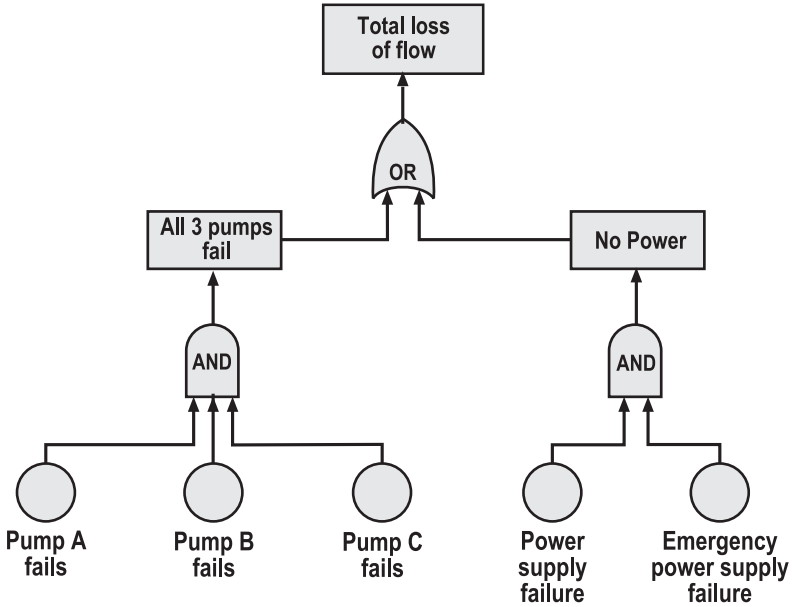 Total loss
of flow
OR
All 3 pumps
fail
No Power
AND
AND
Pump A
fails
Pump B
fails
Pump C
fails
Power
supply
failure
Emergency
power supply
failure